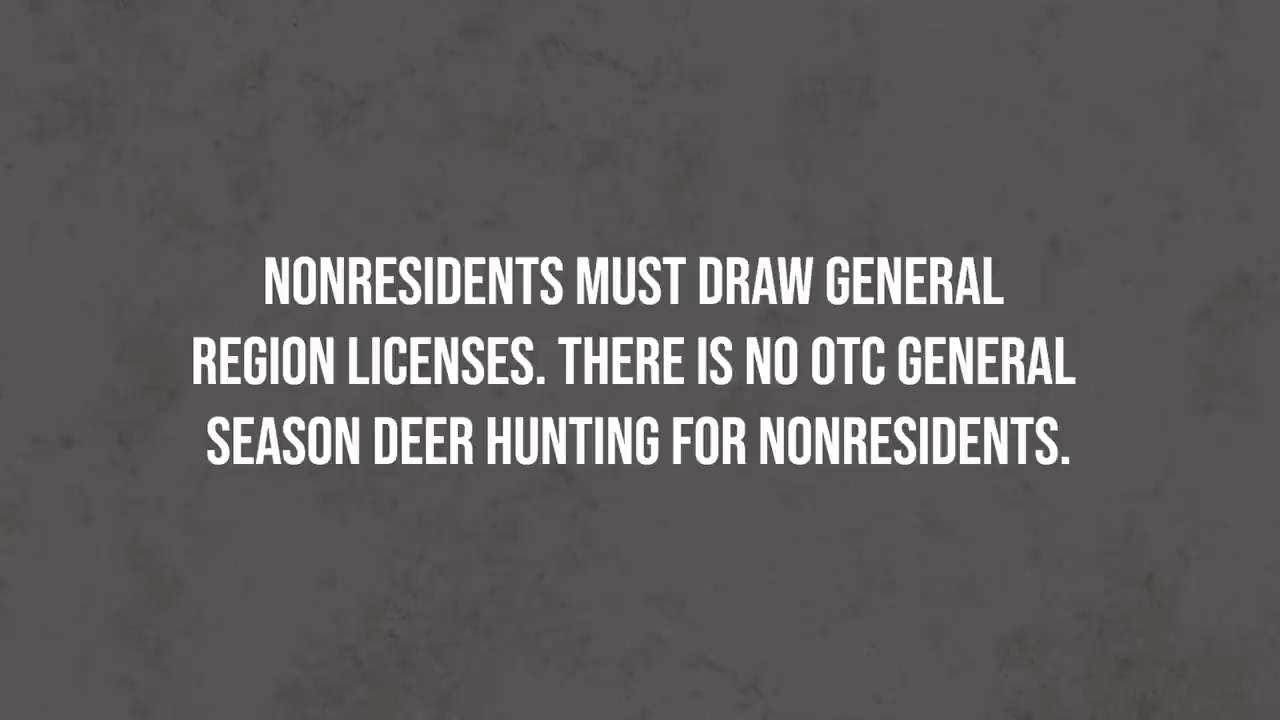 NONRESIDENTS MUST DRAW GENERAL
REGION LICENSES. THERE IS NO OTC GENERAL
SEASON DEER HUNTING FOR NONRESIDENTS.